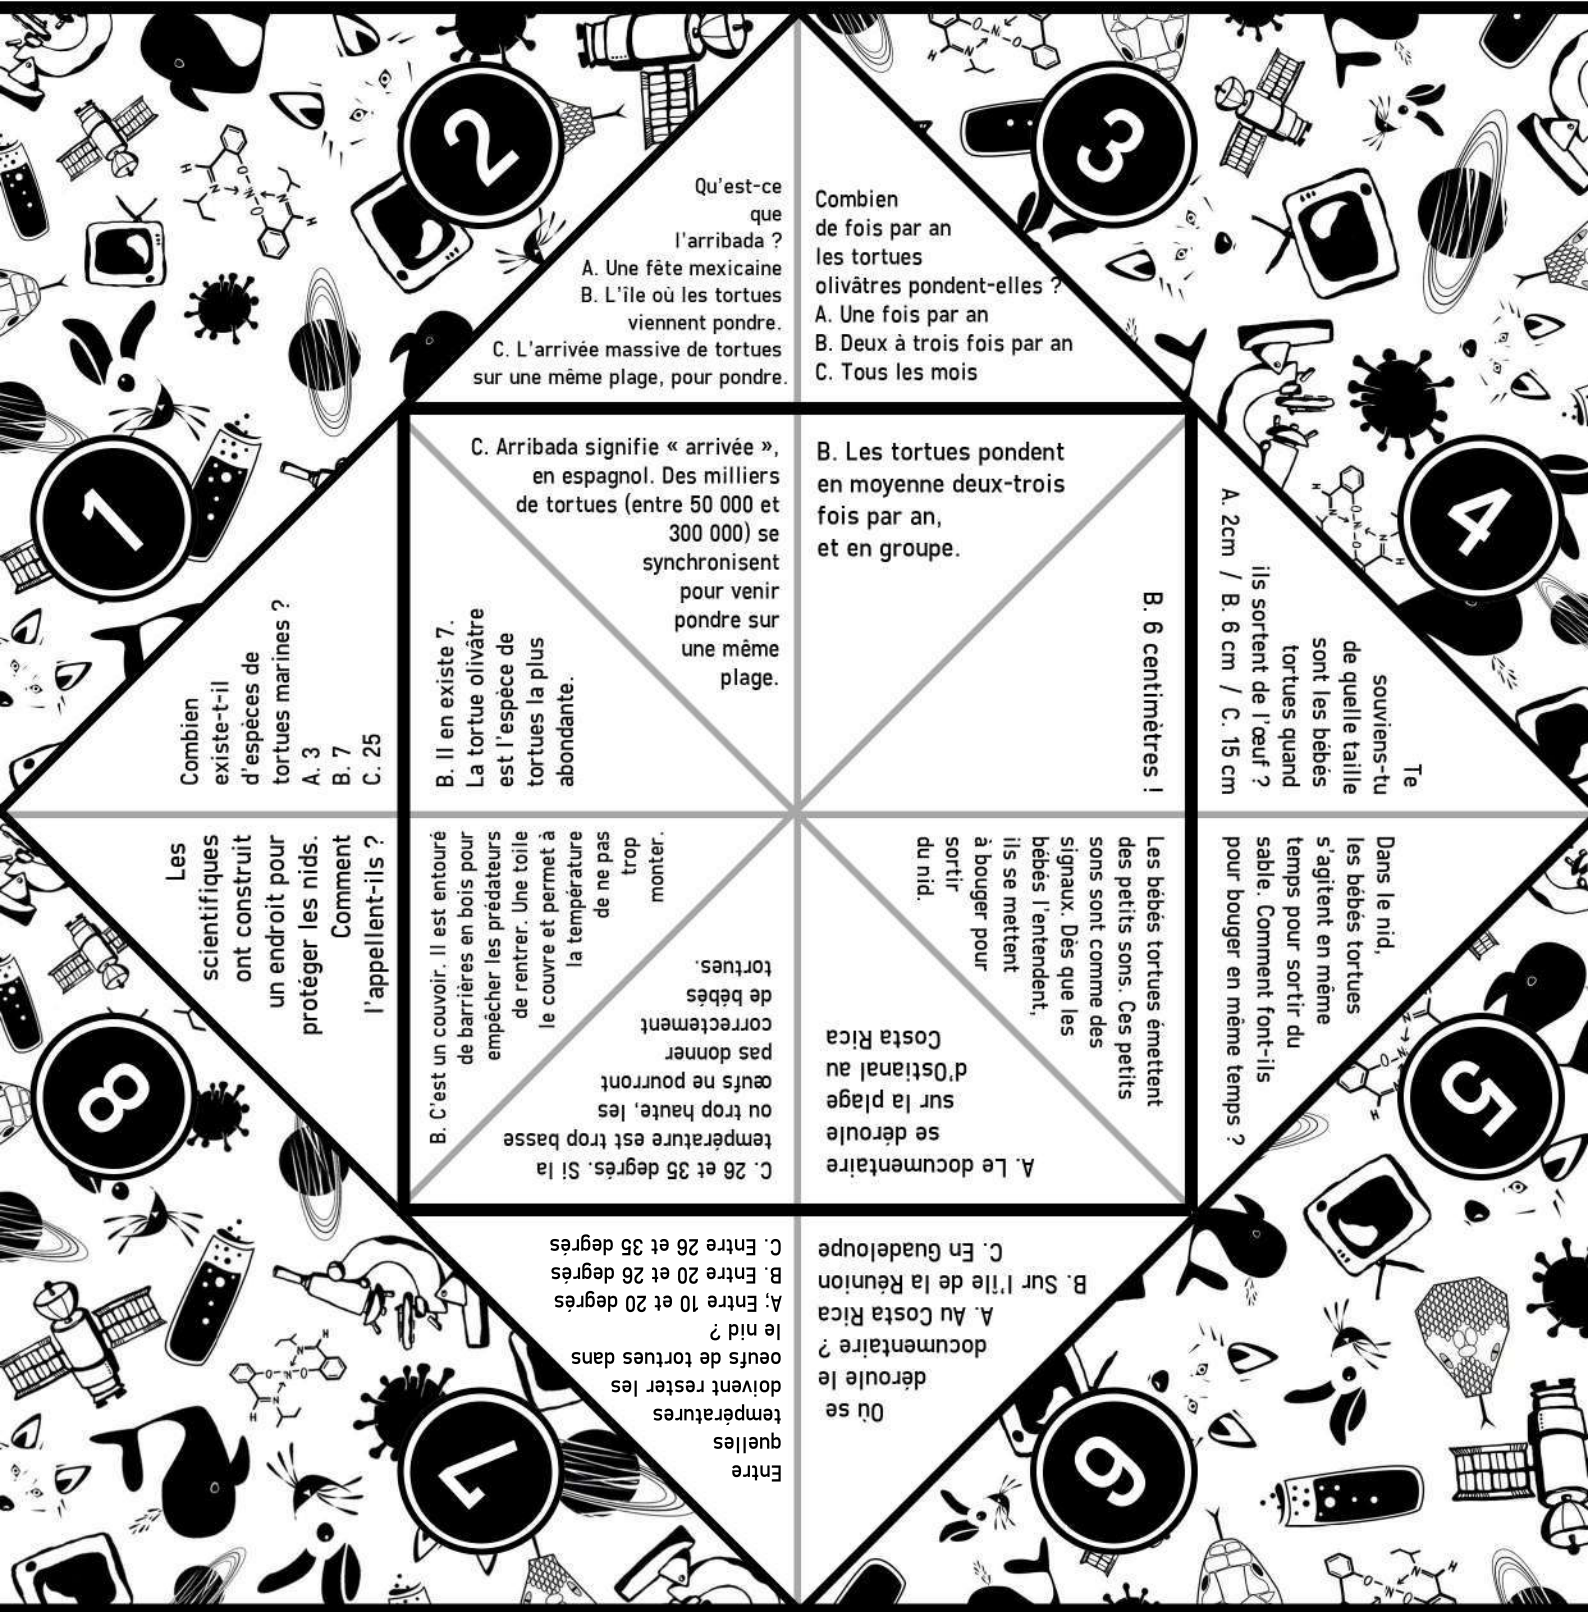 1
Combien
existe-t-il
d'espèces de
tortues marines ?
A. 3
B. 7
C. 25
B. Il en existe 7.
La tortue olivâtre
est l'espèce de
tortues la plus
abondante.
2
Qu'est-ce
que
l'arribada ?
A. Une fête mexicaine
B. L'île où les tortues
viennent pondre.
C. L'arrivée massive de tortues
sur une même plage, pour pondre.
C. Arribada signifie « arrivée »,
en espagnol. Des milliers
de tortues (entre 50 000 et
300 000) se
synchronisent
pour venir
pondre sur
une même
plage.
3
Combien
de fois par an
les tortues
olivâtres pondent-elles ?
A. Une fois par an
B. Deux à trois fois par an
C. Tous les mois
B. Les tortues pondent
en moyenne deux-trois
fois par an,
et en groupe.
4
Te
souviens-tu
de quelle taille
sont les bébés
tortues quand
ils sortent de l'œuf ?
A. 2cm / B. 6 cm / C. 15 cm
B. 6 centimètres !
5
Dans le nid,
les bébés tortues
s'agitent en même
temps pour sortir du
sable. Comment font-ils
pour bouger en même temps ?
Les bébés tortues émettent
des petits sons. Ces petits
sons sont comme des
signaux. Dès que les
bébés l'entendent,
ils se mettent
à bouger pour
sortir
du nid.
6
Où se
déroule le
documentaire ?
A. Au Costa Rica
B. Sur l'île de la Réunion
C. En Guadeloupe
A. Le documentaire
se déroule
sur la plage
d'Ostianal au
Costa Rica
7
Entre
quelles
températures
doivent rester les
oeufs de tortues dans
le nid ?
A; Entre 10 et 20 degrés
B. Entre 20 et 26 degrés
C. Entre 26 et 35 degrés
C. 26 et 35 degrés. Si la
température est trop basse
ou trop haute, les
œufs ne pourront
pas donner
correctement
de bébés
tortues.
8
Les
scientifiques
ont construit
un endroit pour
protéger les nids.
Comment
l'appellent-ils ?
B. C'est un couvoir. Il est entouré
de barrières en bois pour
empêcher les prédateurs
de rentrer. Une toile
le couvre et permet à
la température
de ne pas
trop
monter.